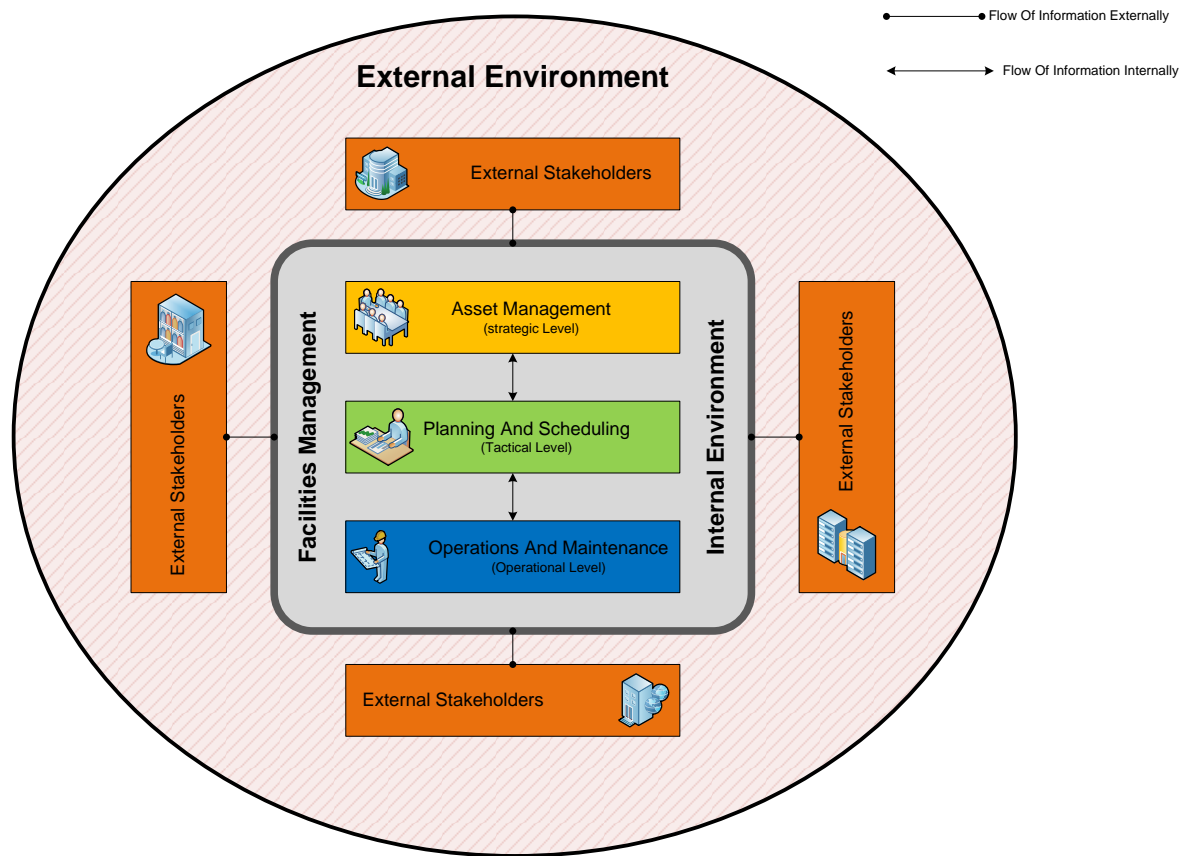 Flow Of Information Externally
Flow Of Information Internally
External Environment
External Stakeholders
External Stakeholders
Facilities Management
Asset Management
(strategic Level)
Planning And Scheduling
(Tactical Level)
Operations And Maintenance
(Operational Level)
Internal Environment
External Stakeholders
External Stakeholders